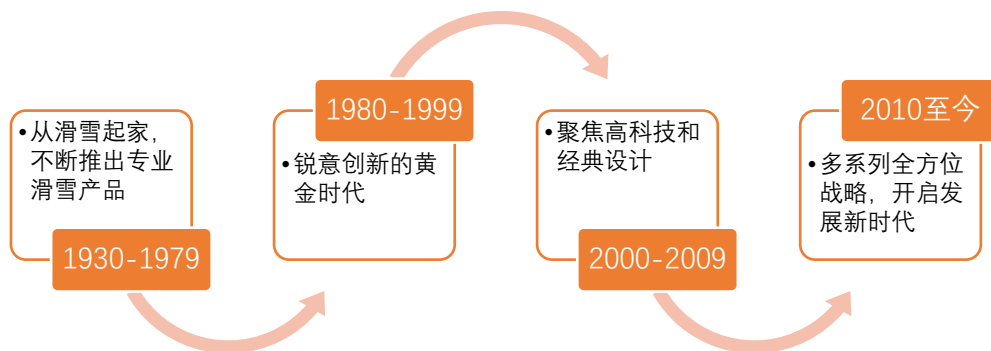 •从滑雪起家，
不断推出专业
滑雪产品
1930-1979
1980-1999
•锐意创新的黄
金时代
•聚焦高科技和
经典设计
2000-2009
2010至今
•多系列全方位
战略，开启发
展新时代